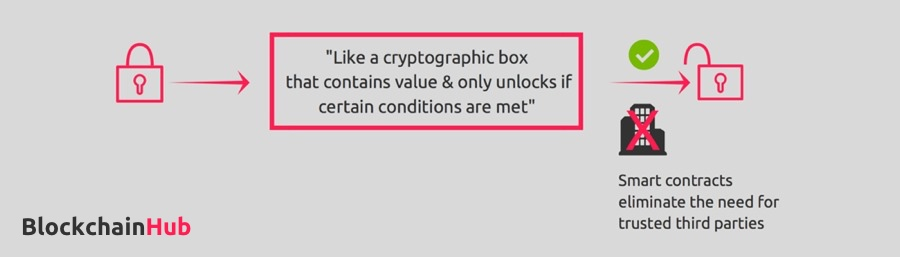 "Like a cryptographic box
that contains value & only unlocks if
certain conditions are met"
Smart contracts
eliminate the need for
trusted third parties
BlockchainHub